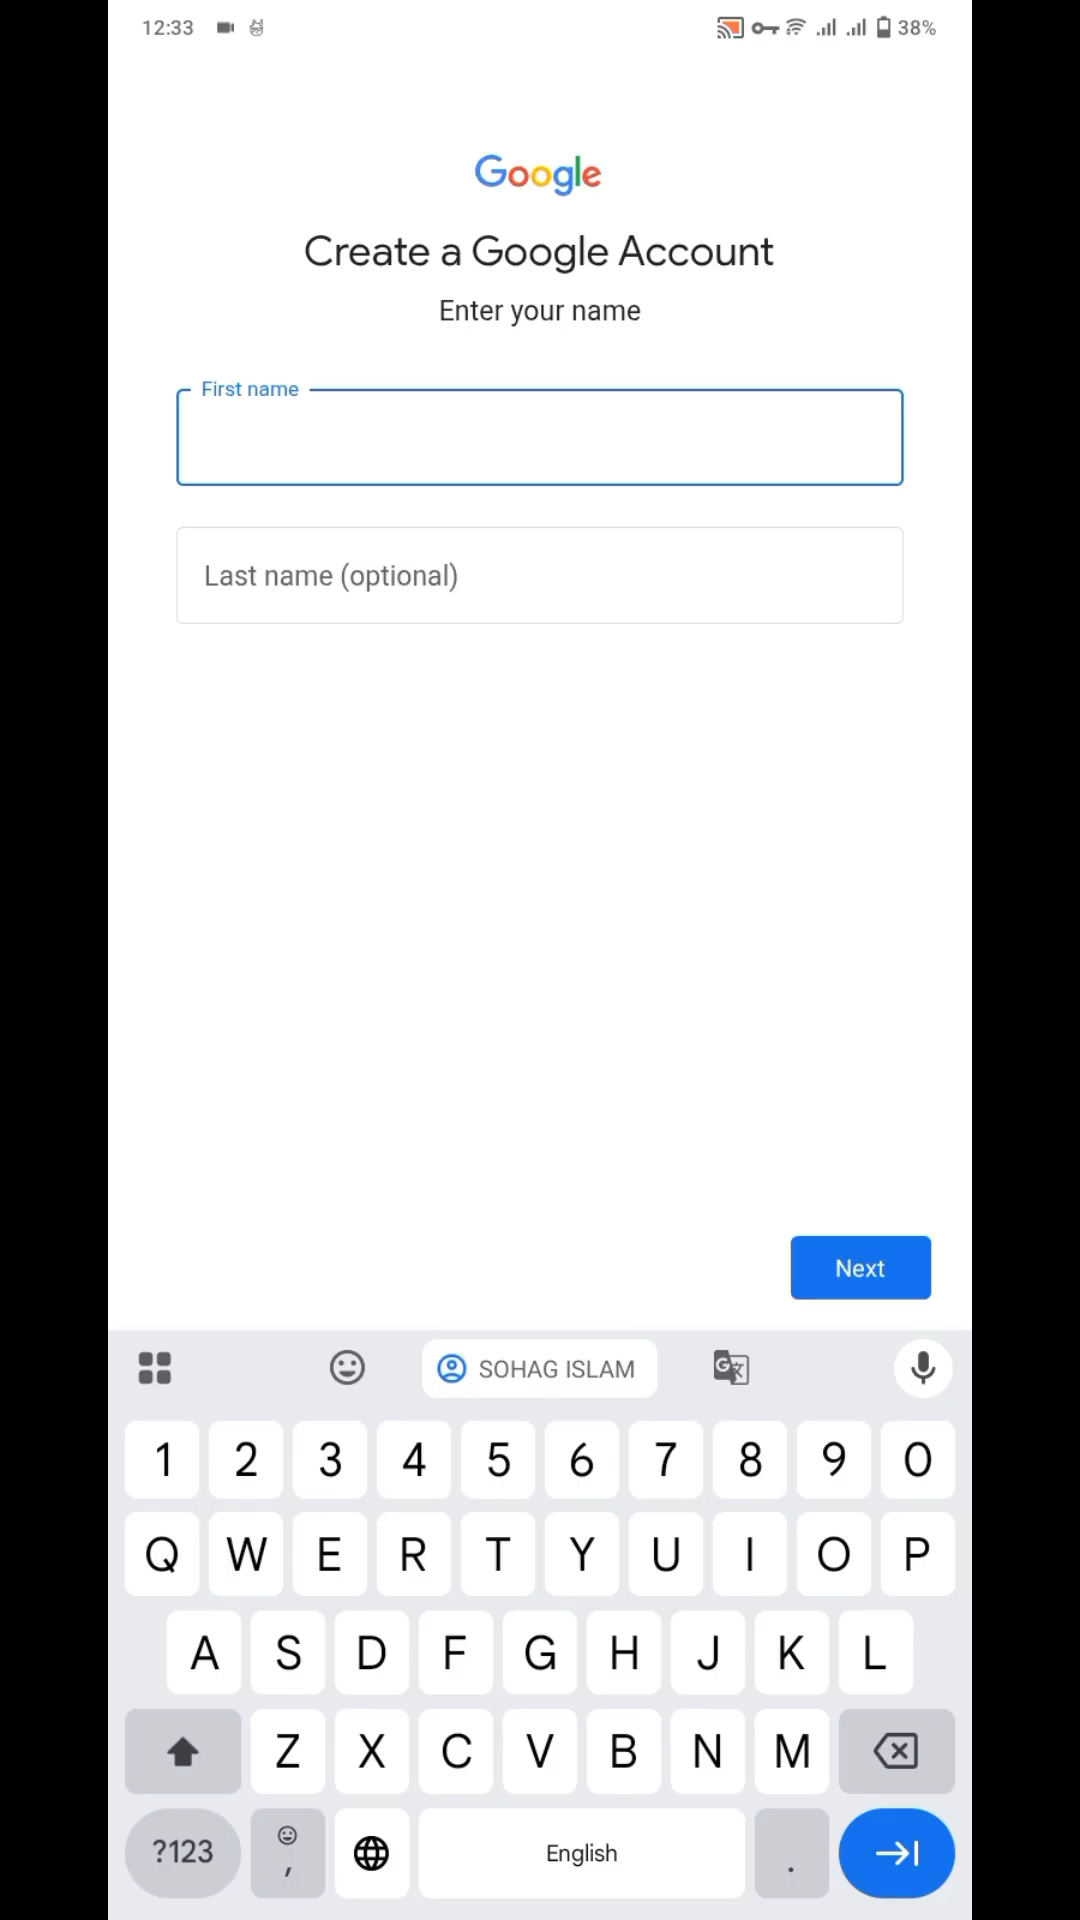 12:33 38%
Google
Create a Google Account
Enter your name
First name
Last name (optional)
Next
SOHAG ISLAM
1 2 3 4 5 6 7 8 9 0
Q W E R T Y U I O P
A S D F G H J K L
Z X C V B N M
?123 , English .